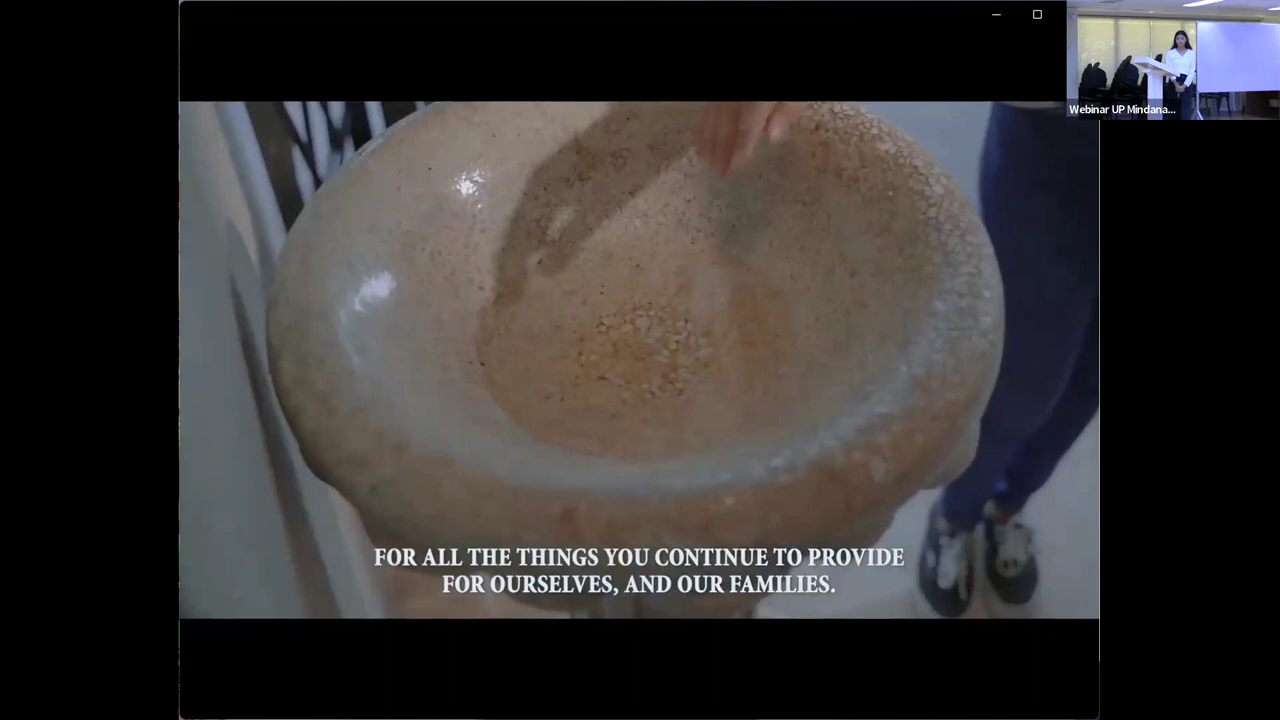 Webinar UP Mindana...
FOR ALL THE THINGS YOU CONTINUE TO PROVIDE
FOR OURSELVES, AND OUR FAMILIES.